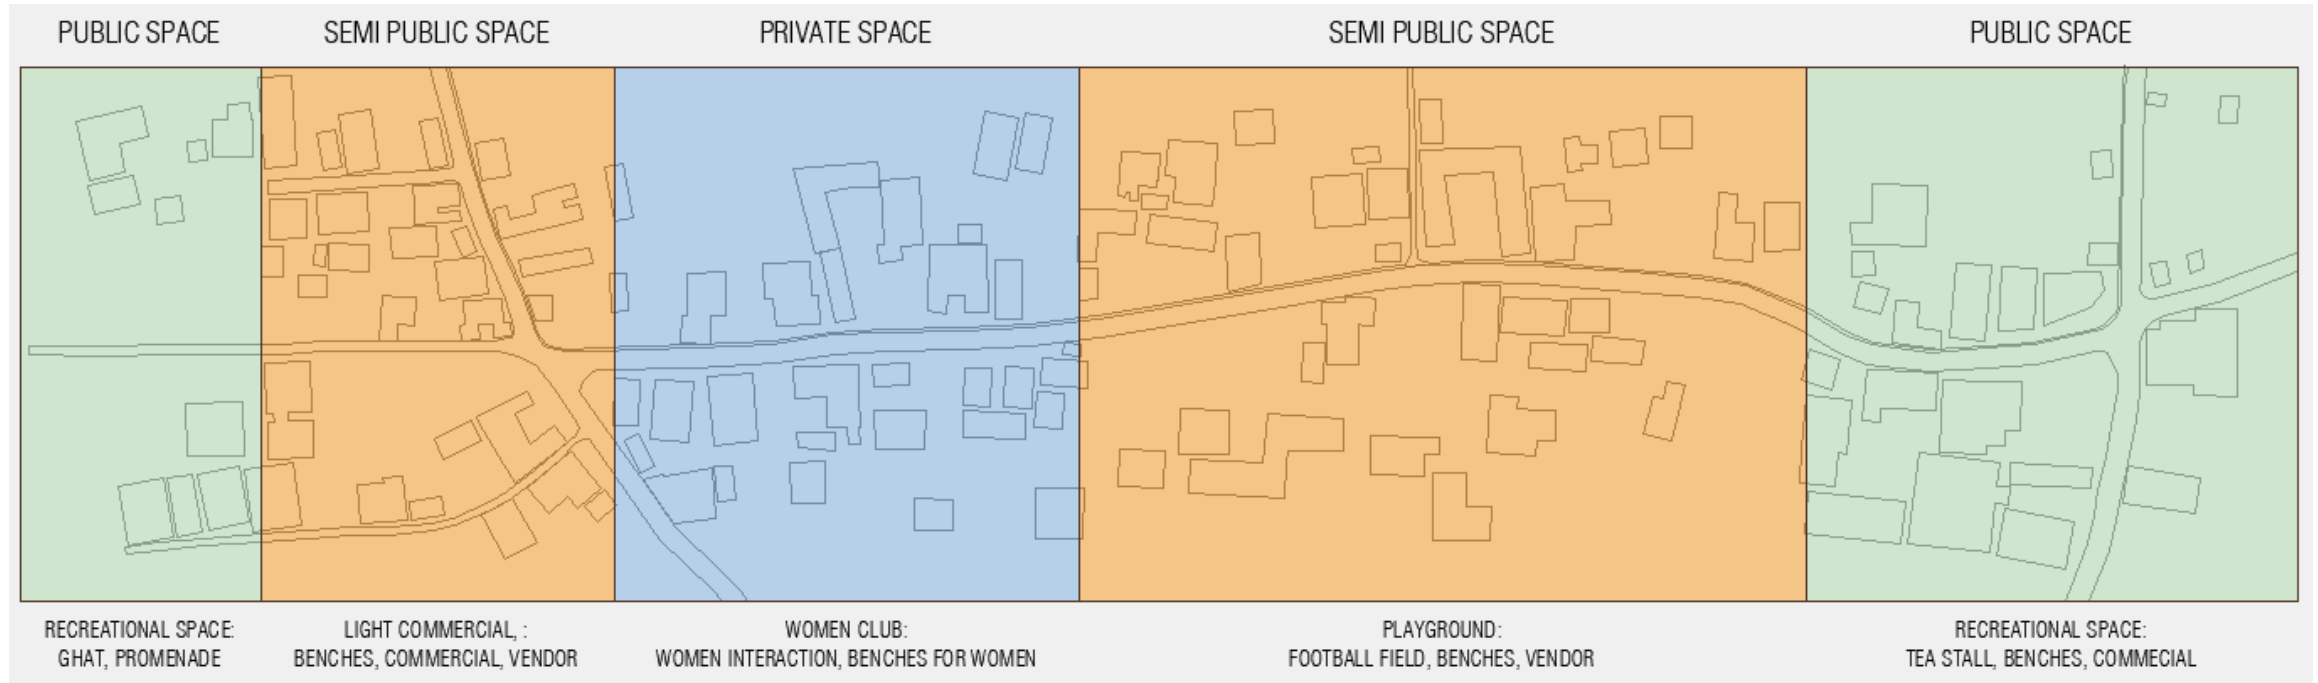 PUBLIC SPACE
SEMI PUBLIC SPACE
PRIVATE SPACE
SEMI PUBLIC SPACE
PUBLIC SPACE
RECREATIONAL SPACE:
GHAT, PROMENADE
LIGHT COMMERCIAL, :
BENCHES, COMMERCIAL, VENDOR
WOMEN CLUB:
WOMEN INTERACTION, BENCHES FOR WOMEN
PLAYGROUND:
FOOTBALL FIELD, BENCHES, VENDOR
RECREATIONAL SPACE:
TEA STALL, BENCHES, COMMECIAL